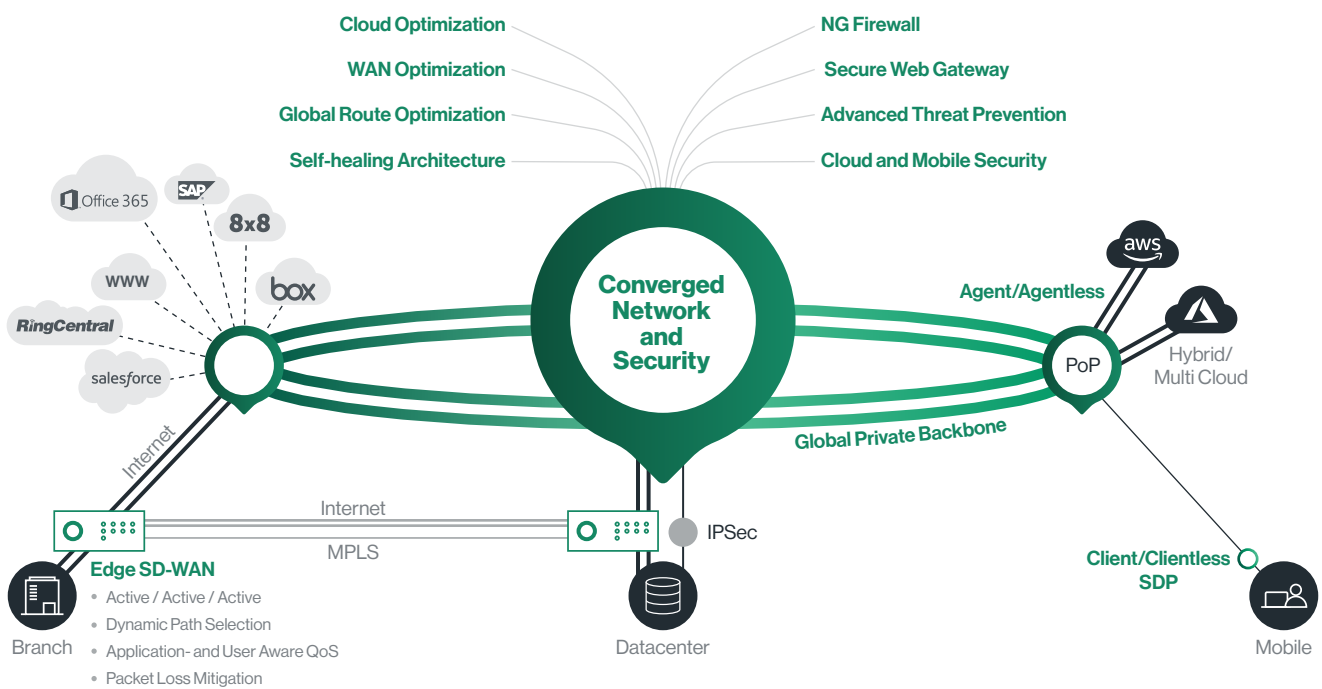 Cloud Optimization
WAN Optimization
Global Route Optimization
Self-healing Architecture
NG Firewall
Secure Web Gateway
Advanced Threat Prevention
Cloud and Mobile Security
Office 365
SAP
8x8
www
box
RingCentral
salesforce
Converged
Network
and
Security
Agent/Agentless
aws
PoP
Hybrid/
Multi Cloud
Global Private Backbone
Internet
Internet
MPLS
IPSec
Edge SD-WAN
• Active / Active / Active
• Dynamic Path Selection
• Application- and User Aware QoS
• Packet Loss Mitigation
Branch
Datacenter
Client/Clientless
SDP
Mobile